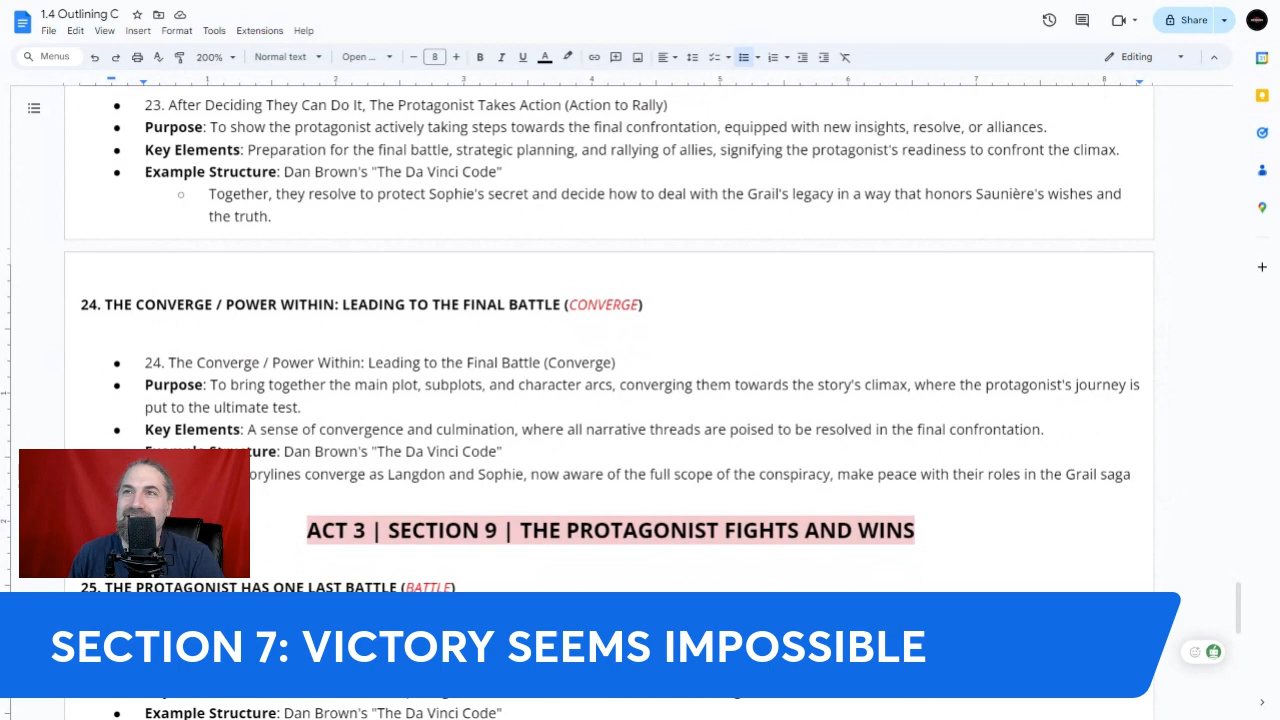 1.4 Outlining C
File Edit View Insert Format Tools Extensions Help
Share
Menus
200%
Normal text
Open ...
8
B I U A
Editing
1 2 3 4 5 6 7 8
23. After Deciding They Can Do It, The Protagonist Takes Action (Action to Rally)
Purpose: To show the protagonist actively taking steps towards the final confrontation, equipped with new insights, resolve, or alliances.
Key Elements: Preparation for the final battle, strategic planning, and rallying of allies, signifying the protagonist's readiness to confront the climax.
Example Structure: Dan Brown's "The Da Vinci Code"
Together, they resolve to protect Sophie's secret and decide how to deal with the Grail's legacy in a way that honors Saunière's wishes and
the truth.
24. THE CONVERGE / POWER WITHIN: LEADING TO THE FINAL BATTLE (CONVERGE)
24. The Converge / Power Within: Leading to the Final Battle (Converge)
Purpose: To bring together the main plot, subplots, and character arcs, converging them towards the story's climax, where the protagonist's journey is
put to the ultimate test.
Key Elements: A sense of convergence and culmination, where all narrative threads are poised to be resolved in the final confrontation.
Example Structure: Dan Brown's "The Da Vinci Code"
orylines converge as Langdon and Sophie, now aware of the full scope of the conspiracy, make peace with their roles in the Grail saga
ACT 3 | SECTION 9 | THE PROTAGONIST FIGHTS AND WINS
25. THE PROTAGONIST HAS ONE LAST BATTLE (BATTLE)
SECTION 7: VICTORY SEEMS IMPOSSIBLE
Example Structure: Dan Brown's "The Da Vinci Code"